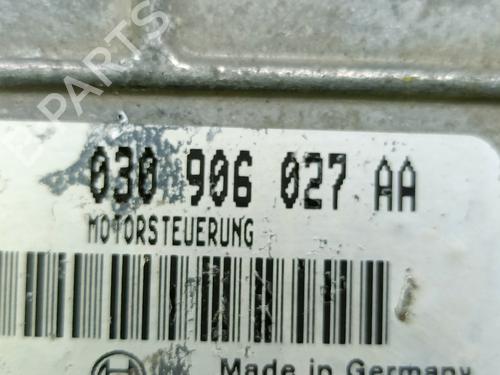 B-PARTS
030 906 027 AA
MOTORSTEUERUNG
Made in Germany